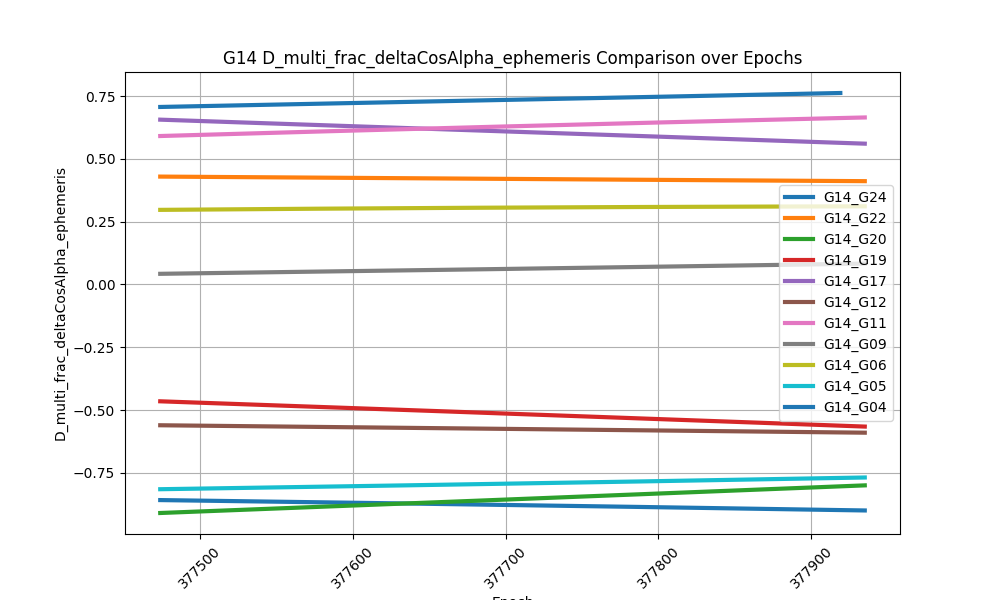 G14 D_multi_frac_deltaCosAlpha_ephemeris Comparison over Epochs
D_multi_frac_deltaCosAlpha_ephemeris
0.75
0.50
0.25
0.00
−0.25
−0.50
−0.75
G14_G24
G14_G22
G14_G20
G14_G19
G14_G17
G14_G12
G14_G11
G14_G09
G14_G06
G14_G05
G14_G04
377500
377600
377700
377800
377900
Epoch